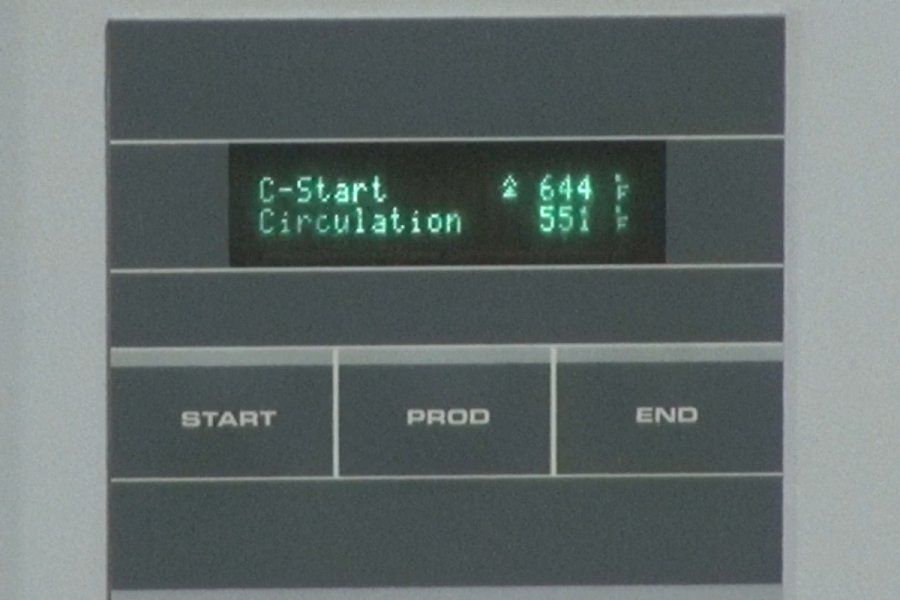 C-Start 644 °F
Circulation 551 °F
START PROD END